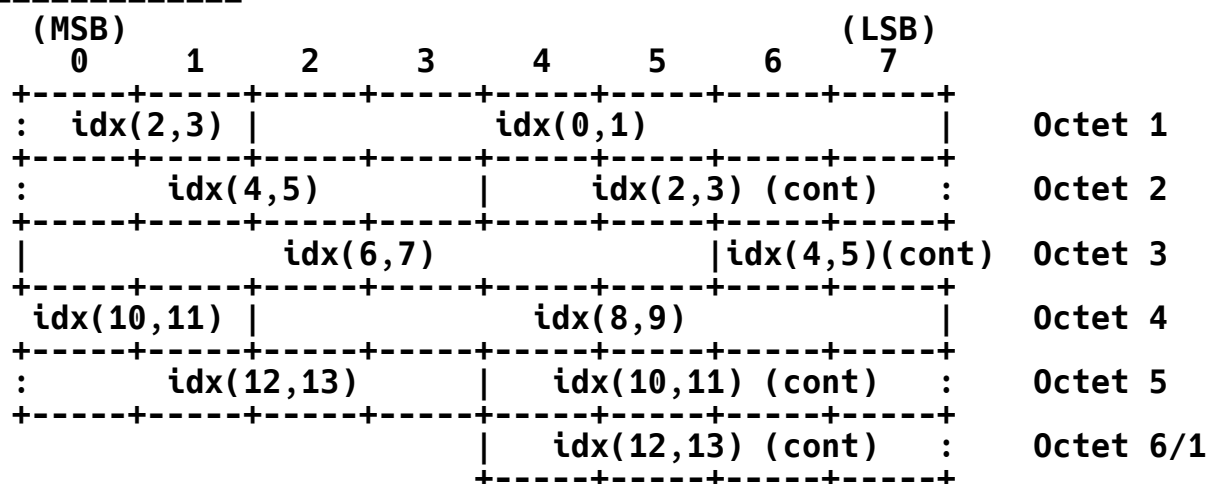 (MSB) (LSB)
0 1 2 3 4 5 6 7
+-----+-----+-----+-----+-----+-----+-----+-----+
: idx(2,3) | idx(0,1) | Octet 1
+-----+-----+-----+-----+-----+-----+-----+-----+
: idx(4,5) | idx(2,3) (cont) : Octet 2
+-----+-----+-----+-----+-----+-----+-----+-----+
| idx(6,7) |idx(4,5)(cont) Octet 3
+-----+-----+-----+-----+-----+-----+-----+-----+
idx(10,11) | idx(8,9) | Octet 4
+-----+-----+-----+-----+-----+-----+-----+-----+
: idx(12,13) | idx(10,11) (cont) : Octet 5
+-----+-----+-----+-----+-----+-----+-----+-----+
| idx(12,13) (cont) : Octet 6/1
+-----+-----+-----+-----+